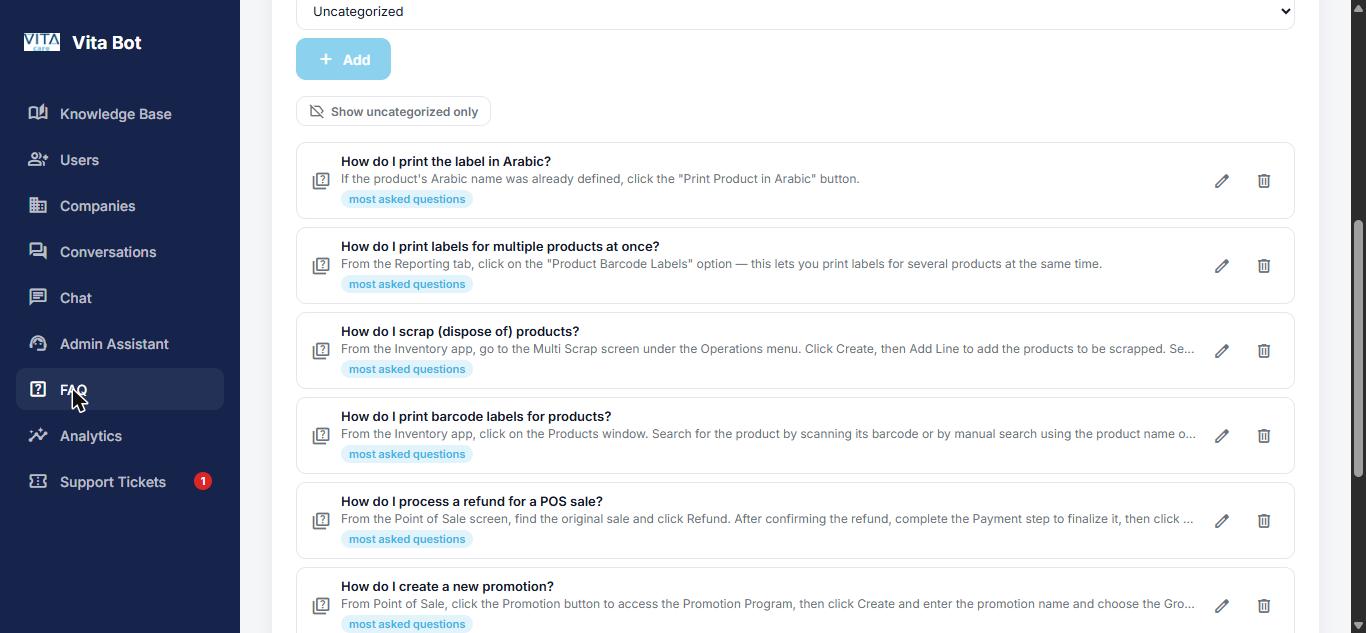 VITA
care
Vita Bot
Knowledge Base
Users
Companies
Conversations
Chat
Admin Assistant
FAQ
Analytics
Support Tickets
1
Uncategorized
+ Add
Show uncategorized only
How do I print the label in Arabic?
If the product's Arabic name was already defined, click the "Print Product in Arabic" button.
most asked questions
How do I print labels for multiple products at once?
From the Reporting tab, click on the "Product Barcode Labels" option — this lets you print labels for several products at the same time.
most asked questions
How do I scrap (dispose of) products?
From the Inventory app, go to the Multi Scrap screen under the Operations menu. Click Create, then Add Line to add the products to be scrapped. Se...
most asked questions
How do I print barcode labels for products?
From the Inventory app, click on the Products window. Search for the product by scanning its barcode or by manual search using the product name o...
most asked questions
How do I process a refund for a POS sale?
From the Point of Sale screen, find the original sale and click Refund. After confirming the refund, complete the Payment step to finalize it, then click ...
most asked questions
How do I create a new promotion?
From Point of Sale, click the Promotion button to access the Promotion Program, then click Create and enter the promotion name and choose the Gro...
most asked questions